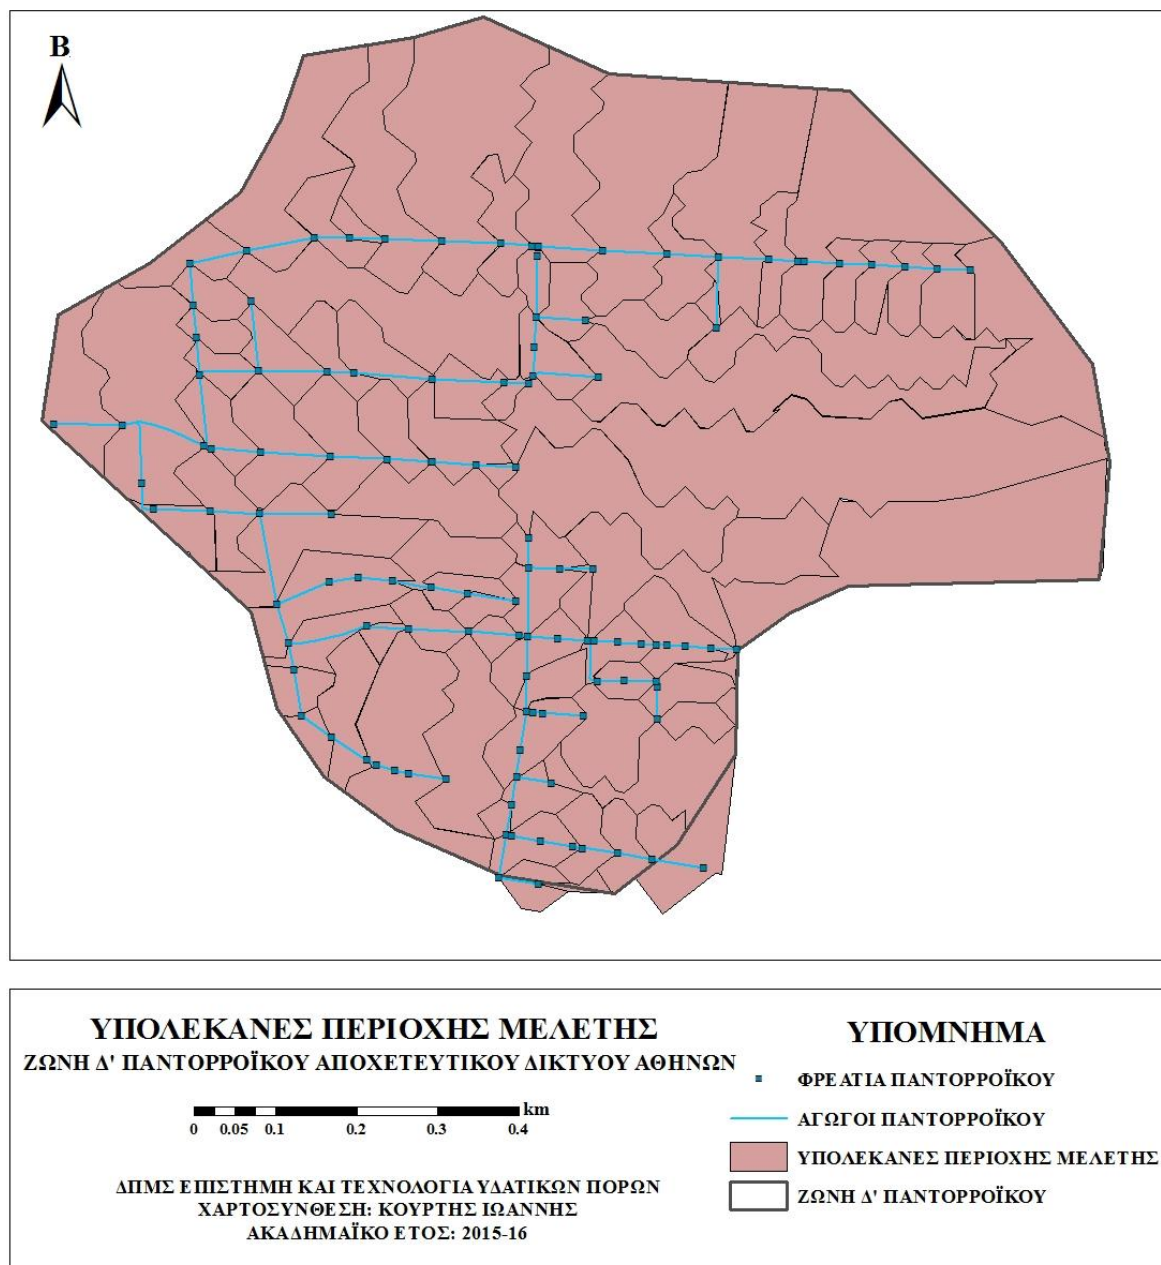 Β
ΥΠΟΛΕΚΑΝΕΣ ΠΕΡΙΟΧΗΣ ΜΕΛΕΤΗΣ
ΖΩΝΗ Δ' ΠΑΝΤΟΡΡΟΪΚΟΥ ΑΠΟΧΕΤΕΥΤΙΚΟΥ ΔΙΚΤΥΟΥ ΑΘΗΝΩΝ
km
0 0.05 0.1 0.2 0.3 0.4
ΔΠΜΣ ΕΠΙΣΤΗΜΗ ΚΑΙ ΤΕΧΝΟΛΟΓΙΑ ΥΔΑΤΙΚΩΝ ΠΟΡΩΝ
ΧΑΡΤΟΣΥΝΘΕΣΗ: ΚΟΥΡΤΗΣ ΙΩΑΝΝΗΣ
ΑΚΑΔΗΜΑΪΚΟ ΕΤΟΣ: 2015-16
ΥΠΟΜΝΗΜΑ
ΦΡΕΑΤΙΑ ΠΑΝΤΟΡΡΟΪΚΟΥ
ΑΓΩΓΟΙ ΠΑΝΤΟΡΡΟΪΚΟΥ
ΥΠΟΛΕΚΑΝΕΣ ΠΕΡΙΟΧΗΣ ΜΕΛΕΤΗΣ
ΖΩΝΗ Δ' ΠΑΝΤΟΡΡΟΪΚΟΥ